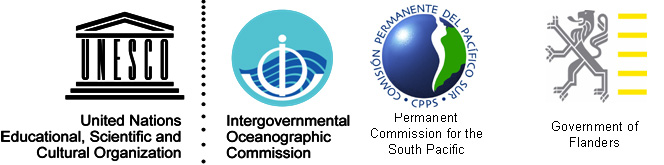 UNESCO
United Nations
Educational, Scientific and
Cultural Organization
Intergovernmental
Oceanographic
Commission
COMISIÓN PERMANENTE DEL PACÍFICO SUR
· CPPS ·
Permanent
Commission for the
South Pacific
Government of
Flanders